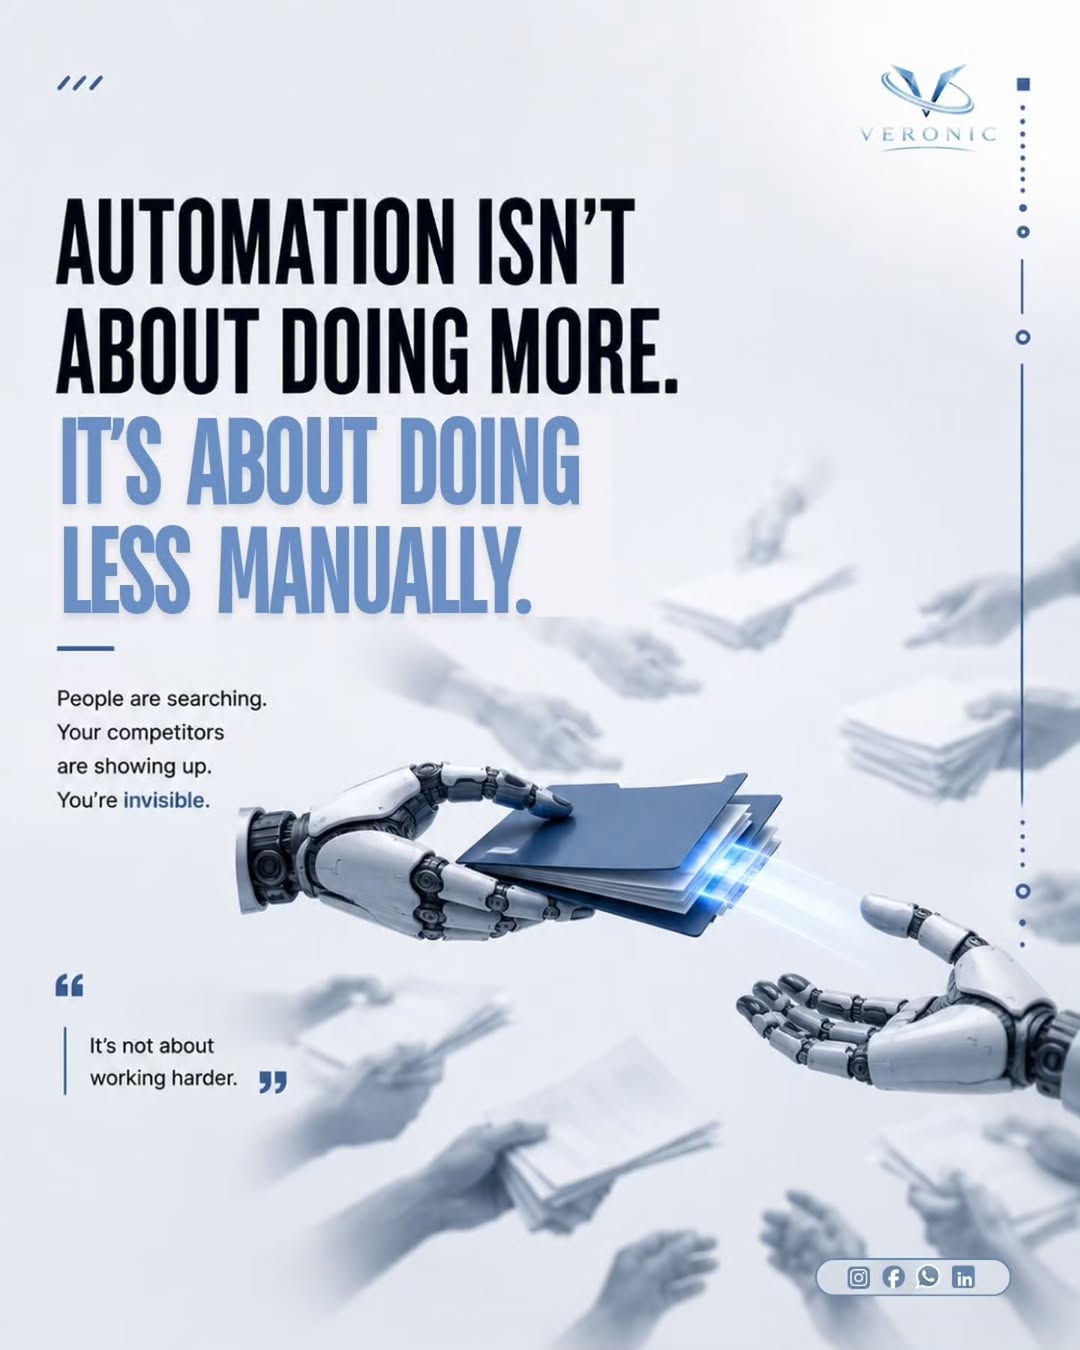 VERONIC
AUTOMATION ISN'T
ABOUT DOING MORE.
IT'S ABOUT DOING
LESS MANUALLY.
People are searching.
Your competitors
are showing up.
You're invisible.
“
It's not about
working harder. ”